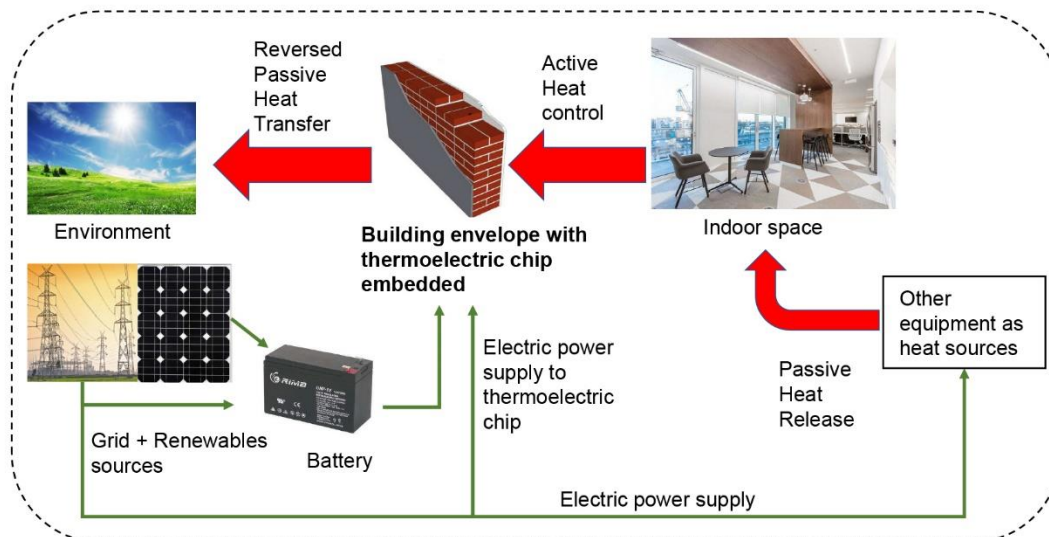 Reversed
Passive
Heat
Transfer
Active
Heat
control
Environment
Building envelope with
thermoelectric chip
embedded
Indoor space
Other
equipment as
heat sources
Electric power
supply to
thermoelectric
chip
Passive
Heat
Release
RIMA
Grid + Renewables
sources
Battery
Electric power supply